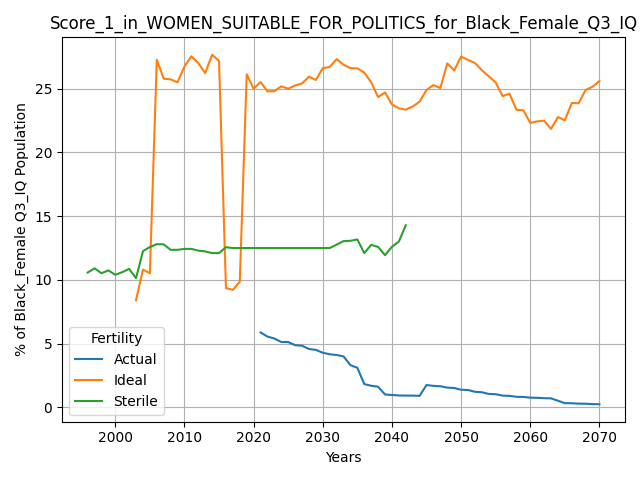 Score_1_in_WOMEN_SUITABLE_FOR_POLITICS_for_Black_Female_Q3_IQ
% of Black_Female Q3_IQ Population
25
20
15
10
5
0
Fertility
Actual
Ideal
Sterile
2000 2010 2020 2030 2040 2050 2060 2070
Years